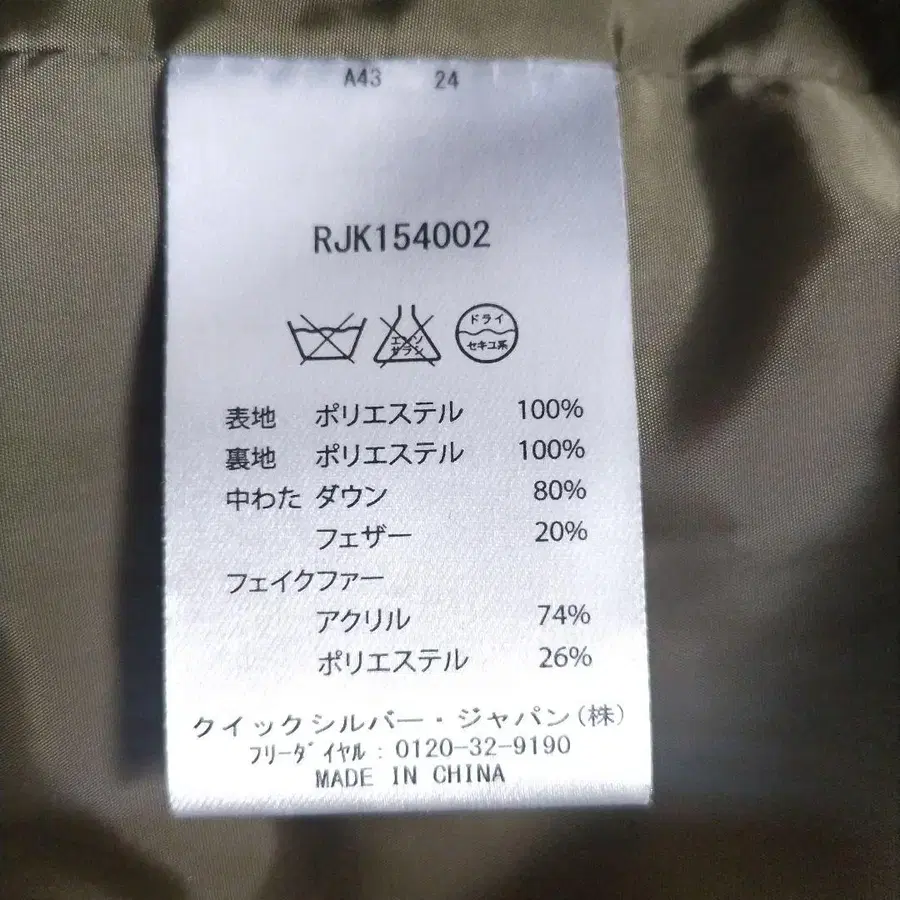 A43 24
RJK154002
エンソ ドライ
サラシ セキユ系
表地 ポリエステル 100%
裏地 ポリエステル 100%
中わた ダウン 80%
フェザー 20%
フェイクファー
アクリル 74%
ポリエステル 26%
クイックシルバー・ジャパン(株)
フリーダイヤル:0120-32-9190
MADE IN CHINA